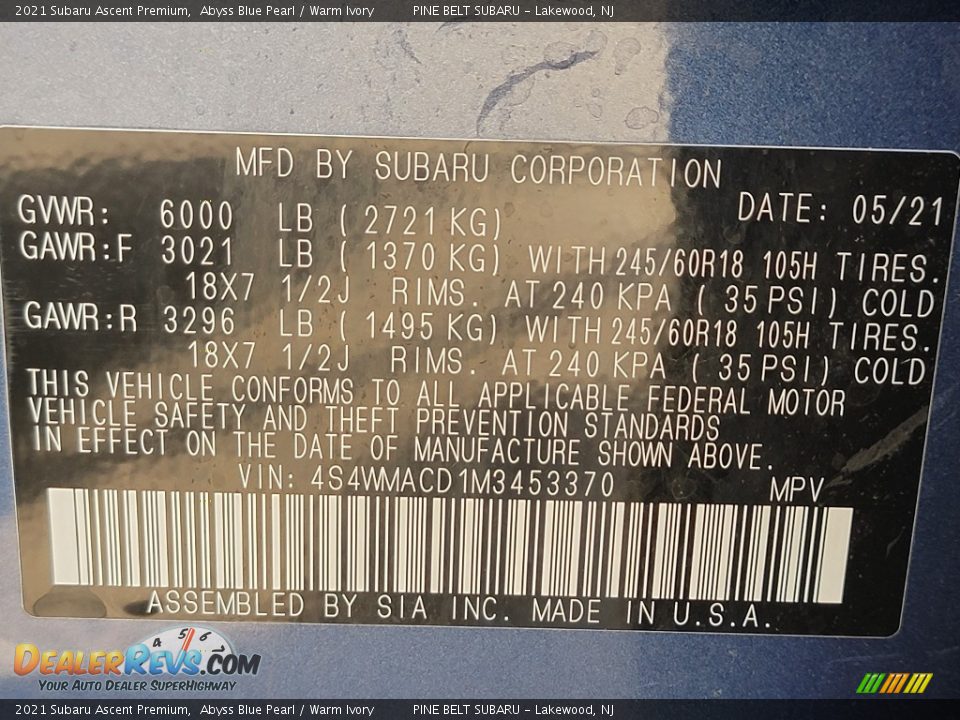 2021 Subaru Ascent Premium,  Abyss Blue Pearl / Warm Ivory          PINE BELT SUBARU - Lakewood, NJ
MFD BY SUBARU CORPORATION
GVWR: 6000 LB ( 2721 KG) DATE: 05/21
GAWR:F 3021 LB ( 1370 KG) WITH 245/60R18 105H TIRES.
18X7 1/2J RIMS. AT 240 KPA ( 35 PSI) COLD
GAWR:R 3296 LB ( 1495 KG) WITH 245/60R18 105H TIRES.
18X7 1/2J RIMS. AT 240 KPA ( 35 PSI) COLD
THIS VEHICLE CONFORMS TO ALL APPLICABLE FEDERAL MOTOR
VEHICLE SAFETY AND THEFT PREVENTION STANDARDS
IN EFFECT ON THE DATE OF MANUFACTURE SHOWN ABOVE.
VIN: 4S4WMACD1M3453370 MPV
ASSEMBLED BY SIA INC. MADE IN U.S.A.
4 5 6
DEALERREVS.COM
YOUR AUTO DEALER SUPERHIGHWAY
2021 Subaru Ascent Premium,  Abyss Blue Pearl / Warm Ivory          PINE BELT SUBARU - Lakewood, NJ